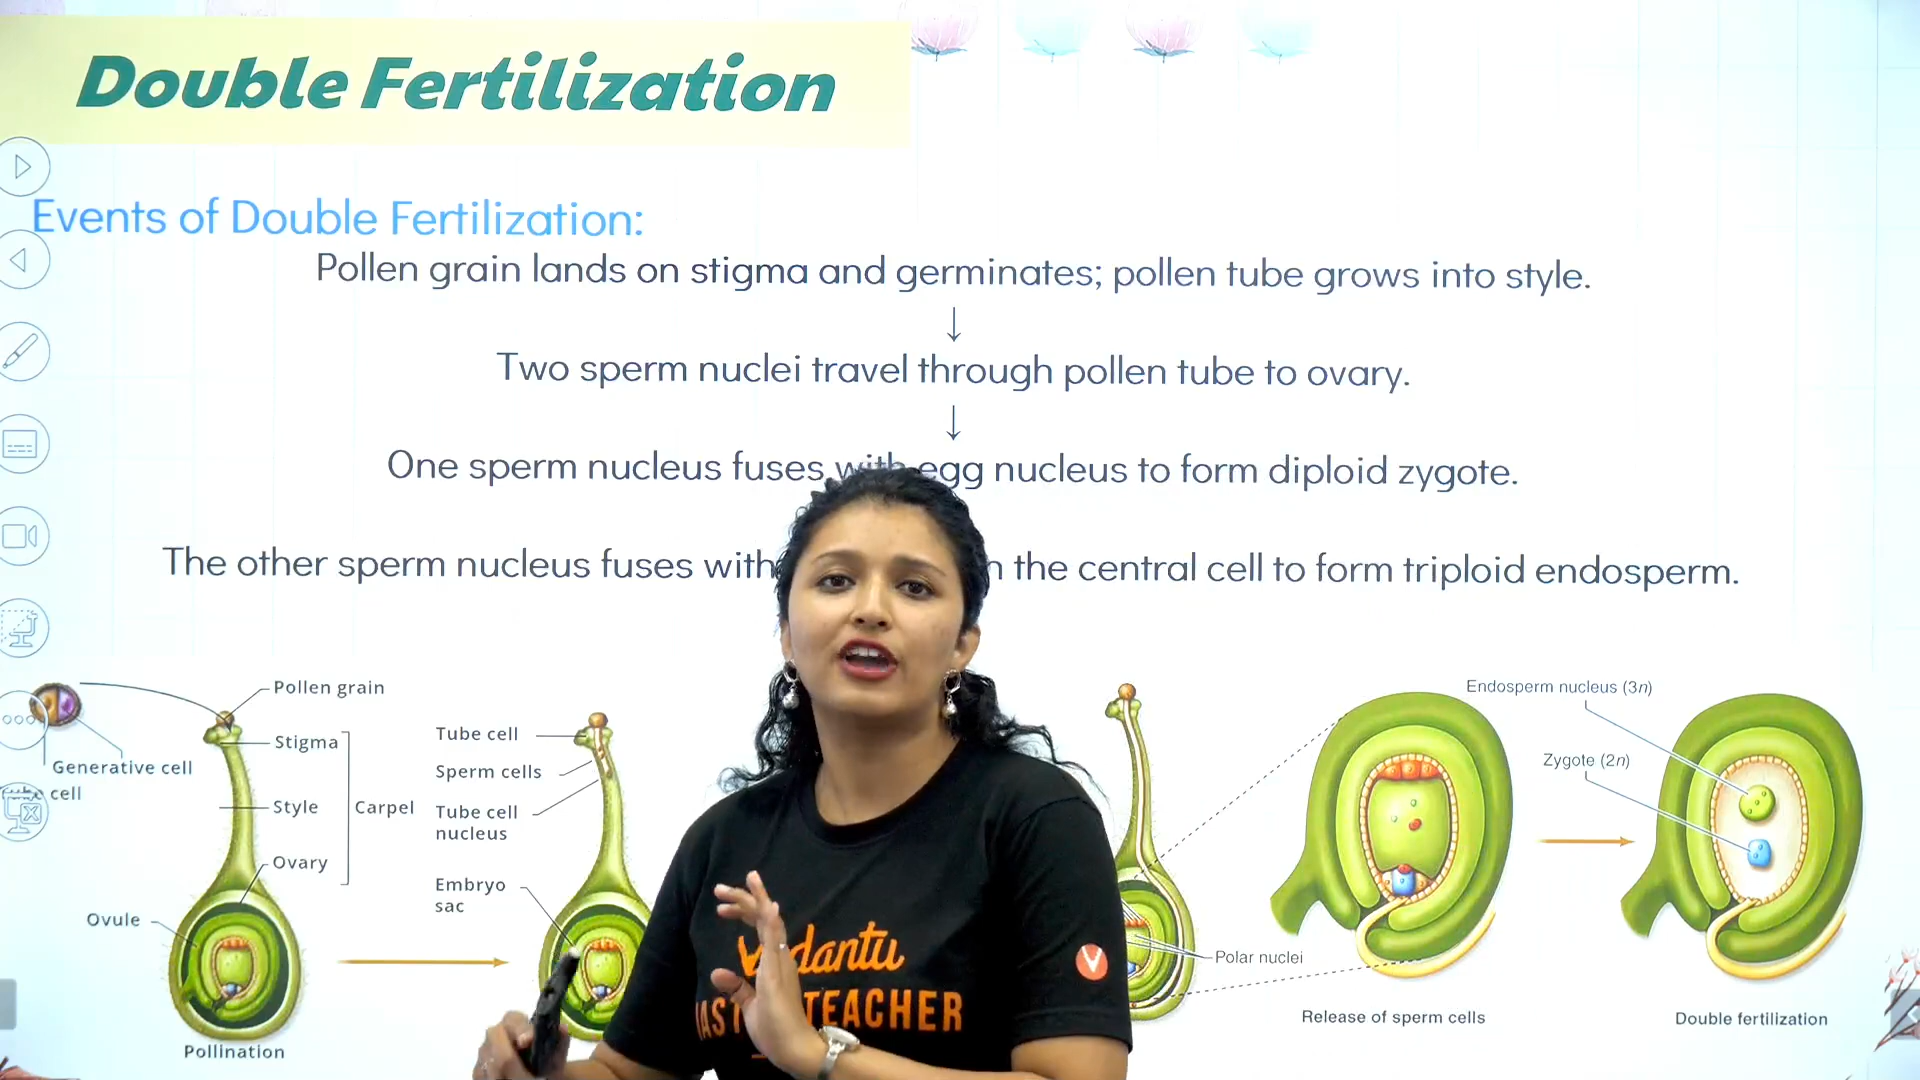 Double Fertilization
Events of Double Fertilization:
Pollen grain lands on stigma and germinates; pollen tube grows into style.
↓
Two sperm nuclei travel through pollen tube to ovary.
↓
One sperm nucleus fuses with egg nucleus to form diploid zygote.
The other sperm nucleus fuses with the central cell to form triploid endosperm.
Pollen grain
Stigma
Generative cell
Tube cell
Style
Carpel
Ovary
Ovule
Pollination
Tube cell
Sperm cells
Tube cell
nucleus
Embryo
sac
Vedantu
TEACHER
V
Polar nuclei
Release of sperm cells
Endosperm nucleus (3n)
Zygote (2n)
Double fertilization